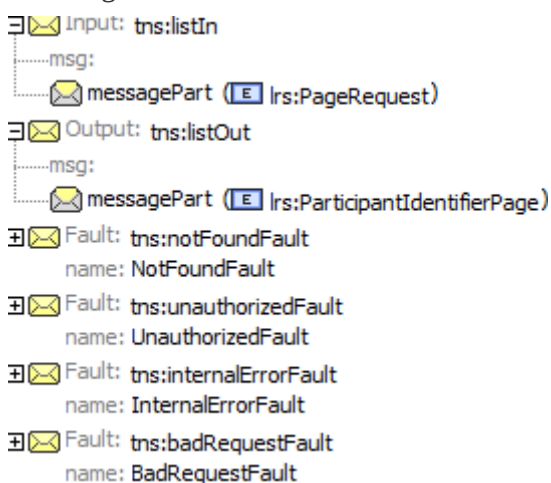 Input: tns:listIn
msg:
messagePart (E lrs:PageRequest)
Output: tns:listOut
msg:
messagePart (E lrs:ParticipantIdentifierPage)
Fault: tns:notFoundFault
name: NotFoundFault
Fault: tns:unauthorizedFault
name: UnauthorizedFault
Fault: tns:internalErrorFault
name: InternalErrorFault
Fault: tns:badRequestFault
name: BadRequestFault